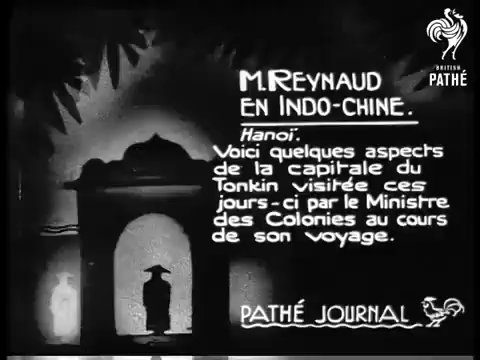 BRITISH
PATHÉ
M. REYNAUD
EN INDO-CHINE.
Hanoï.
Voici quelques aspects
de la capitale du
Tonkin visitée ces
jours-ci par le Ministre
des Colonies au cours
de son voyage.
PATHÉ JOURNAL